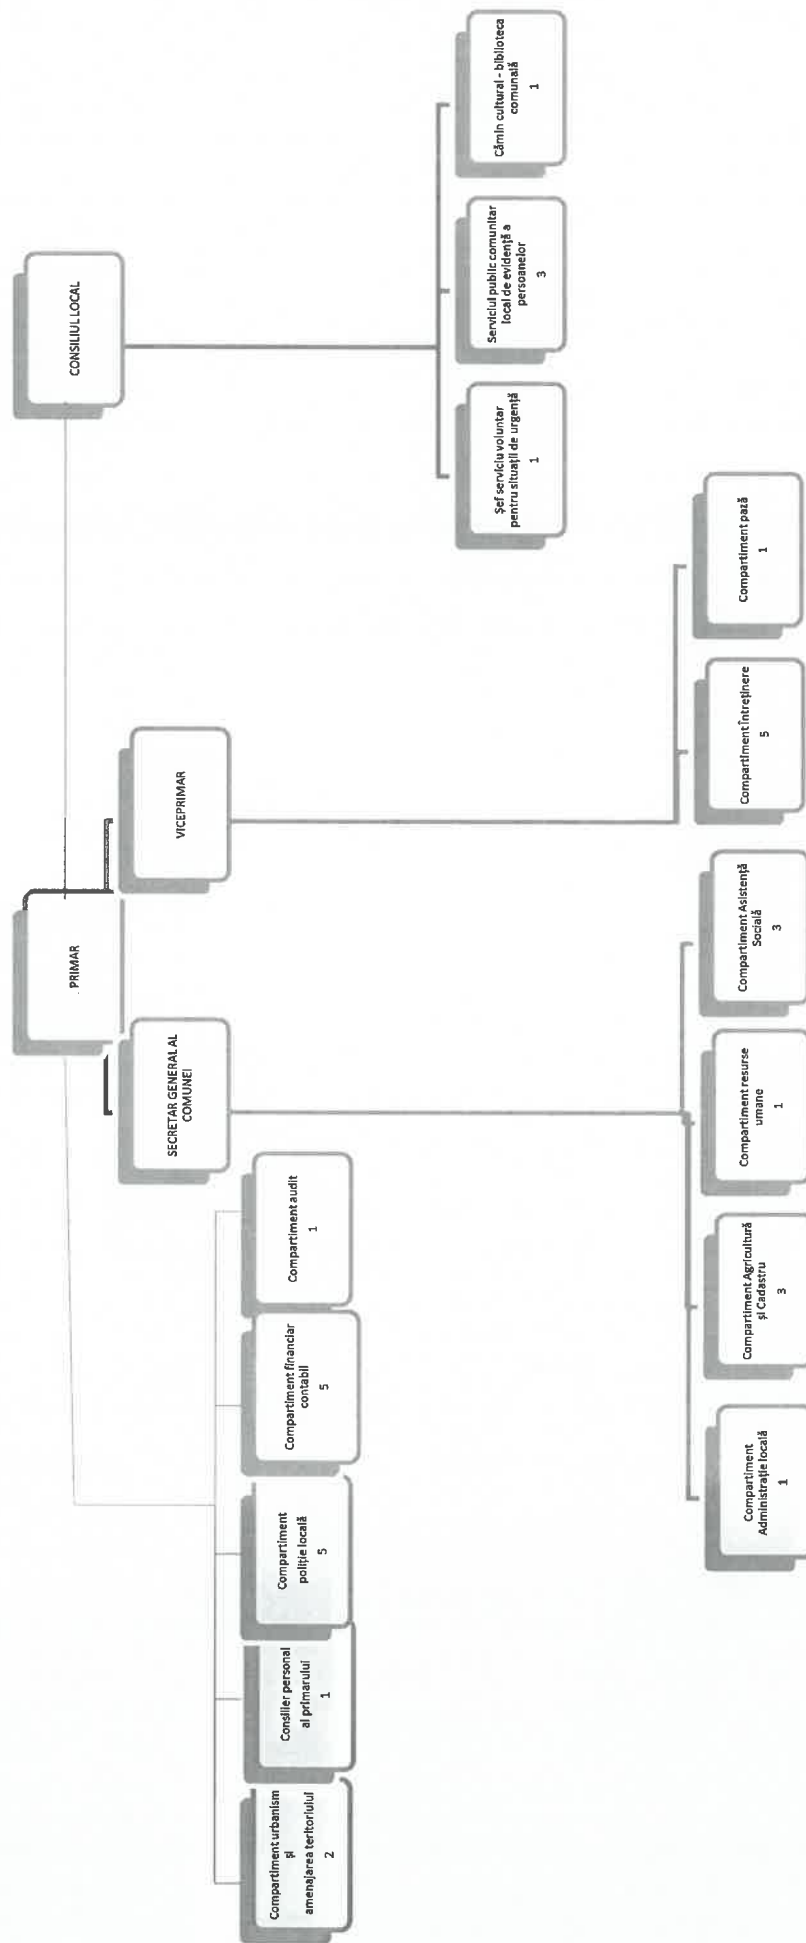 PRIMAR
CONSILIUL LOCAL
SECRETAR GENERAL AL
COMUNEI
VICEPRIMAR
Compartiment urbanism
și
amenajarea teritoriului
2
Consilier personal
al primarului
1
Compartiment
poliție locală
5
Compartiment financiar
contabil
5
Compartiment audit
1
Șef serviciu voluntar
pentru situații de urgență
1
Serviciul public comunitar
local de evidență a
persoanelor
3
Cămin cultural - biblioteca
comunală
1
Compartiment
Administrație locală
1
Compartiment Agricultură
și Cadastru
3
Compartiment resurse
umane
1
Compartiment Asistență
Socială
3
Compartiment întreținere
5
Compartiment pază
1